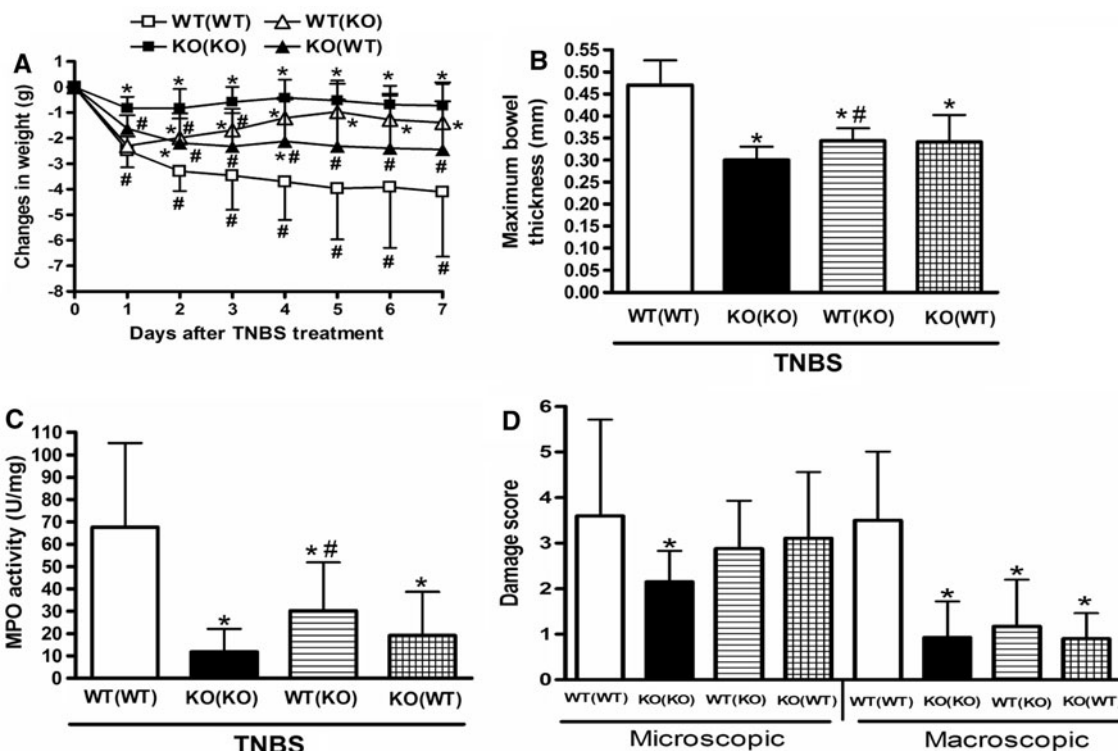 WT(WT) WT(KO)
KO(KO) KO(WT)
A
Changes in weight (g)
1
0
-1
-2
-3
-4
-5
-6
-7
-8
* * * * * * *
# * # * # * * * *
* # # * # # # #
# # # # # # #
0 1 2 3 4 5 6 7
Days after TNBS treatment
B
Maximum bowel
thickness (mm)
0.55
0.50
0.45
0.40
0.35
0.30
0.25
0.20
0.15
0.10
0.05
0.00
* *# *
WT(WT) KO(KO) WT(KO) KO(WT)
TNBS
C
MPO activity (U/mg)
110
100
90
80
70
60
50
40
30
20
10
0
* *# *
WT(WT) KO(KO) WT(KO) KO(WT)
TNBS
D
Damage score
6
5
4
3
2
1
0
* * * *
WT(WT) KO(KO) WT(KO) KO(WT) WT(WT) KO(KO) WT(KO) KO(WT)
Microscopic Macroscopic